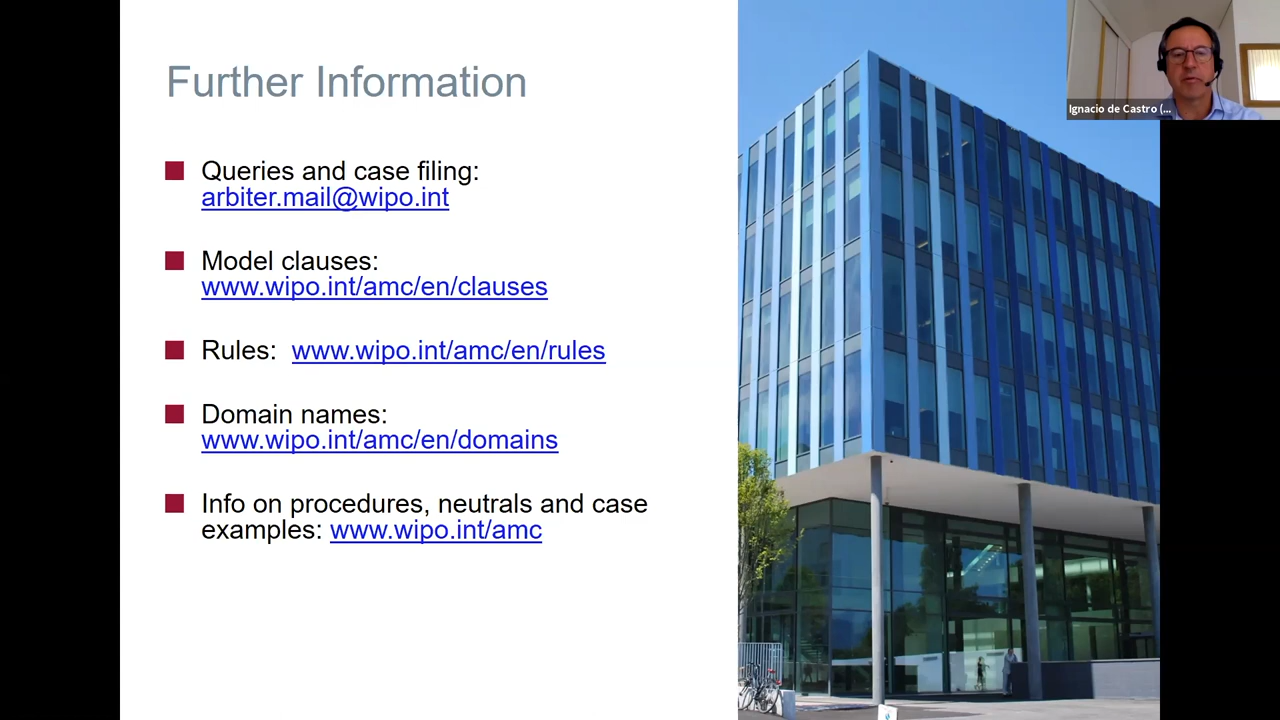 Further Information
Queries and case filing:
arbiter.mail@wipo.int
Model clauses:
www.wipo.int/amc/en/clauses
Rules: www.wipo.int/amc/en/rules
Domain names:
www.wipo.int/amc/en/domains
Info on procedures, neutrals and case
examples: www.wipo.int/amc
Ignacio de Castro (...